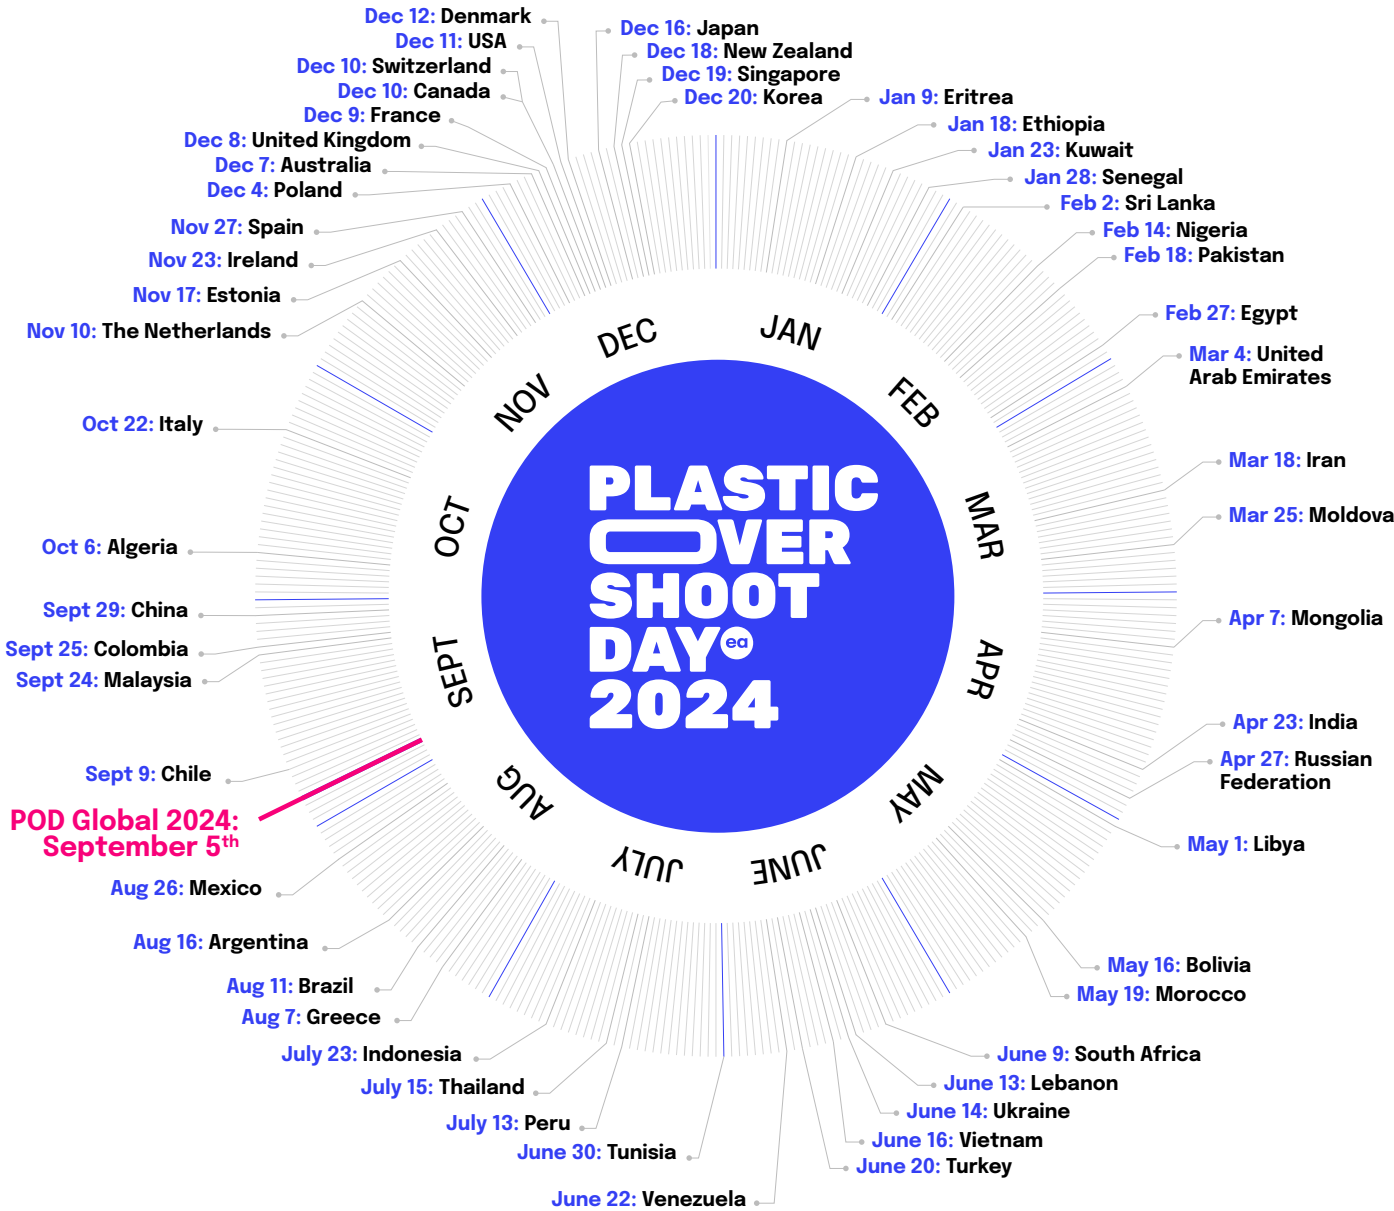 PLASTIC
OVER
SHOOT
DAY ea
2024
JAN
FEB
MAR
APR
MAY
JUNE
JULY
AUG
SEPT
OCT
NOV
DEC
Jan 9: Eritrea
Jan 18: Ethiopia
Jan 23: Kuwait
Jan 28: Senegal
Feb 2: Sri Lanka
Feb 14: Nigeria
Feb 18: Pakistan
Feb 27: Egypt
Mar 4: United
Arab Emirates
Mar 18: Iran
Mar 25: Moldova
Apr 7: Mongolia
Apr 23: India
Apr 27: Russian
Federation
May 1: Libya
May 16: Bolivia
May 19: Morocco
June 9: South Africa
June 13: Lebanon
June 14: Ukraine
June 16: Vietnam
June 20: Turkey
June 22: Venezuela
June 30: Tunisia
July 13: Peru
July 15: Thailand
July 23: Indonesia
Aug 7: Greece
Aug 11: Brazil
Aug 16: Argentina
Aug 26: Mexico
POD Global 2024:
September 5th
Sept 9: Chile
Sept 24: Malaysia
Sept 25: Colombia
Sept 29: China
Oct 6: Algeria
Oct 22: Italy
Nov 10: The Netherlands
Nov 17: Estonia
Nov 23: Ireland
Nov 27: Spain
Dec 4: Poland
Dec 7: Australia
Dec 8: United Kingdom
Dec 9: France
Dec 10: Canada
Dec 10: Switzerland
Dec 11: USA
Dec 12: Denmark
Dec 16: Japan
Dec 18: New Zealand
Dec 19: Singapore
Dec 20: Korea